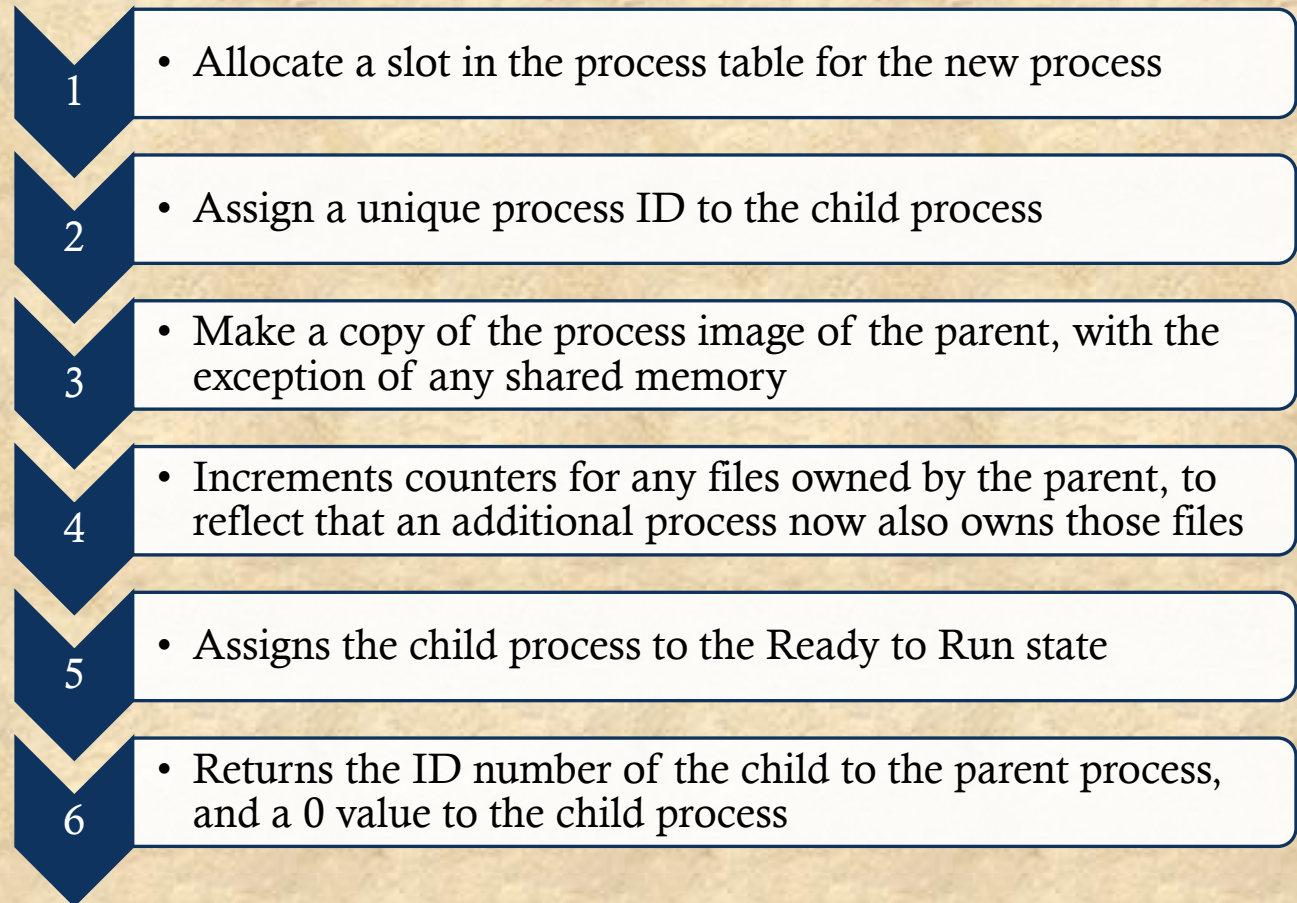 1
• Allocate a slot in the process table for the new process
2
• Assign a unique process ID to the child process
3
• Make a copy of the process image of the parent, with the
exception of any shared memory
4
• Increments counters for any files owned by the parent, to
reflect that an additional process now also owns those files
5
• Assigns the child process to the Ready to Run state
6
• Returns the ID number of the child to the parent process,
and a 0 value to the child process